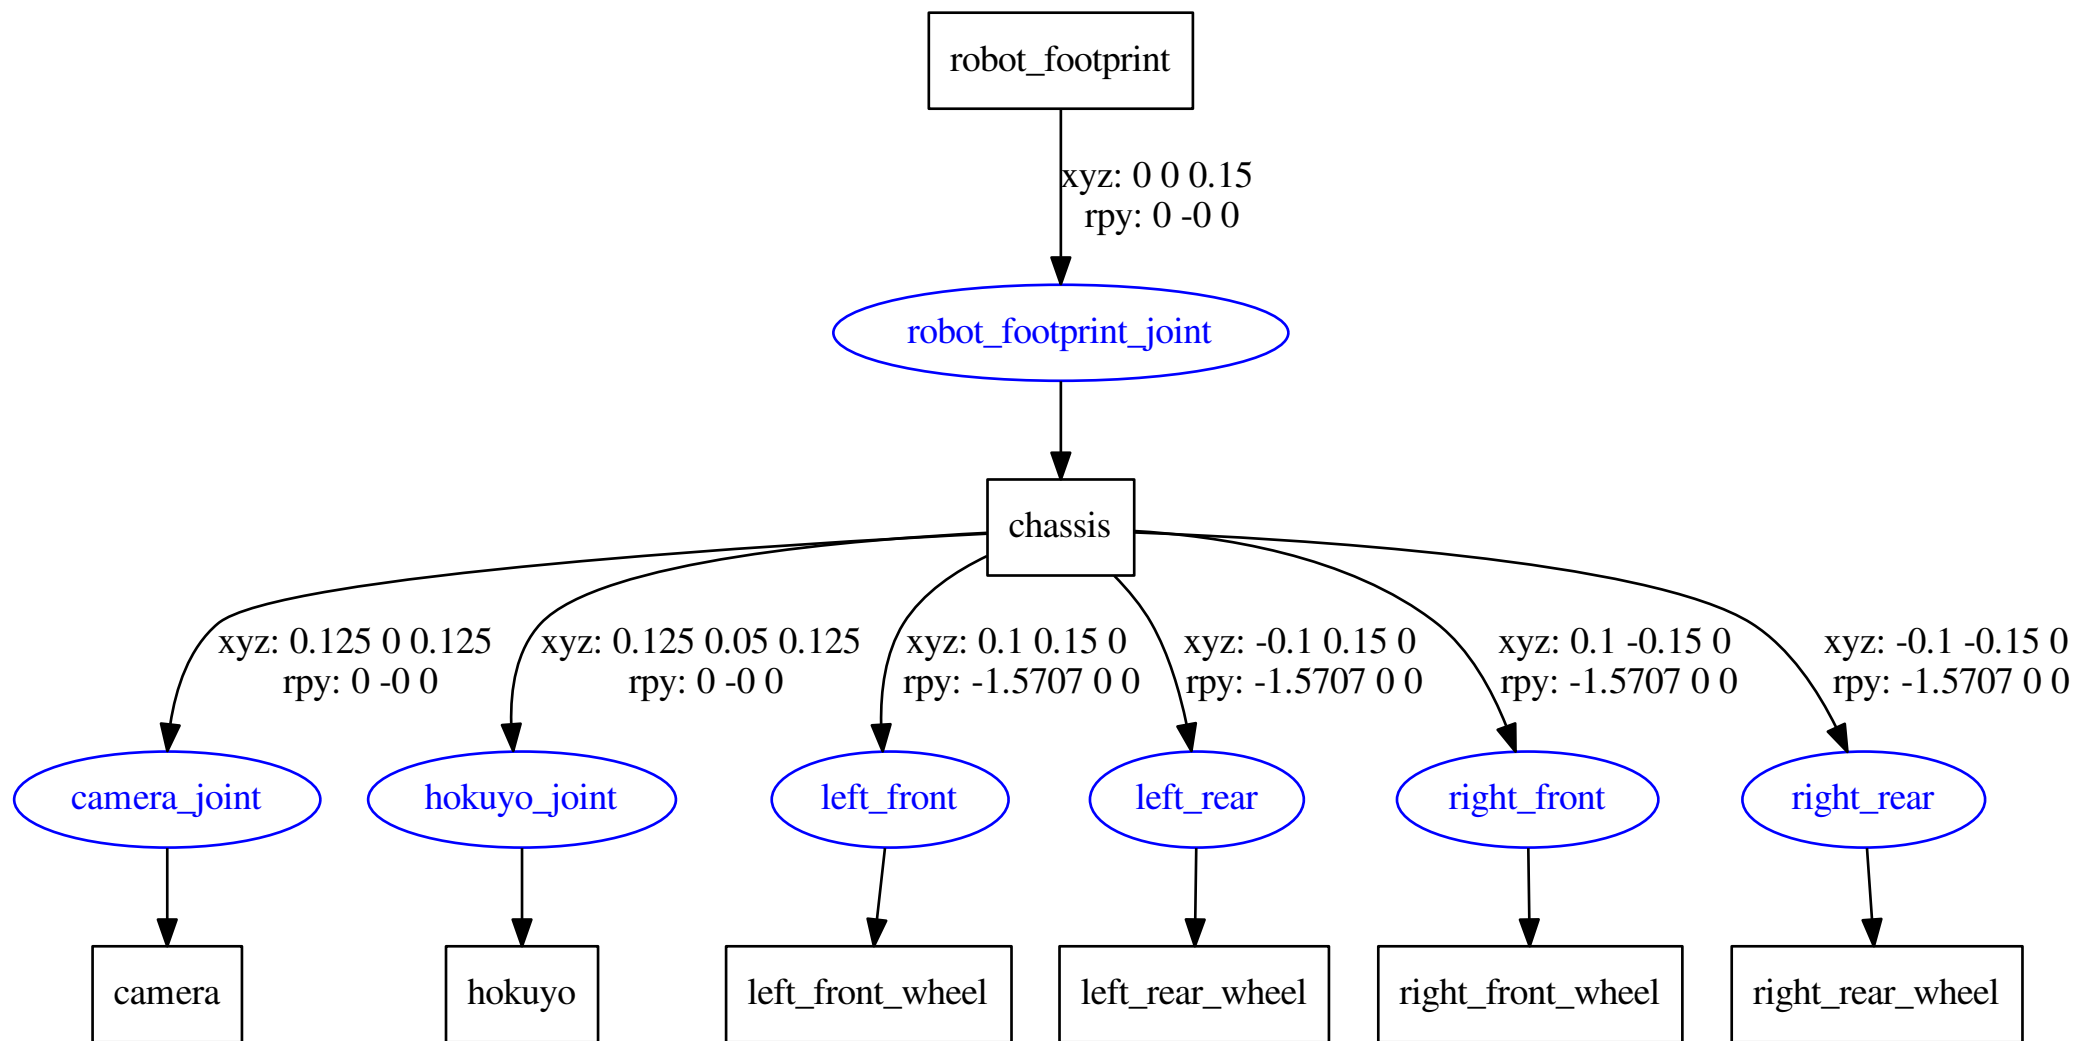 robot_footprint
xyz: 0 0 0.15
rpy: 0 -0 0
robot_footprint_joint
chassis
xyz: 0.125 0 0.125
rpy: 0 -0 0
xyz: 0.125 0.05 0.125
rpy: 0 -0 0
xyz: 0.1 0.15 0
rpy: -1.5707 0 0
xyz: -0.1 0.15 0
rpy: -1.5707 0 0
xyz: 0.1 -0.15 0
rpy: -1.5707 0 0
xyz: -0.1 -0.15 0
rpy: -1.5707 0 0
camera_joint
hokuyo_joint
left_front
left_rear
right_front
right_rear
camera
hokuyo
left_front_wheel
left_rear_wheel
right_front_wheel
right_rear_wheel